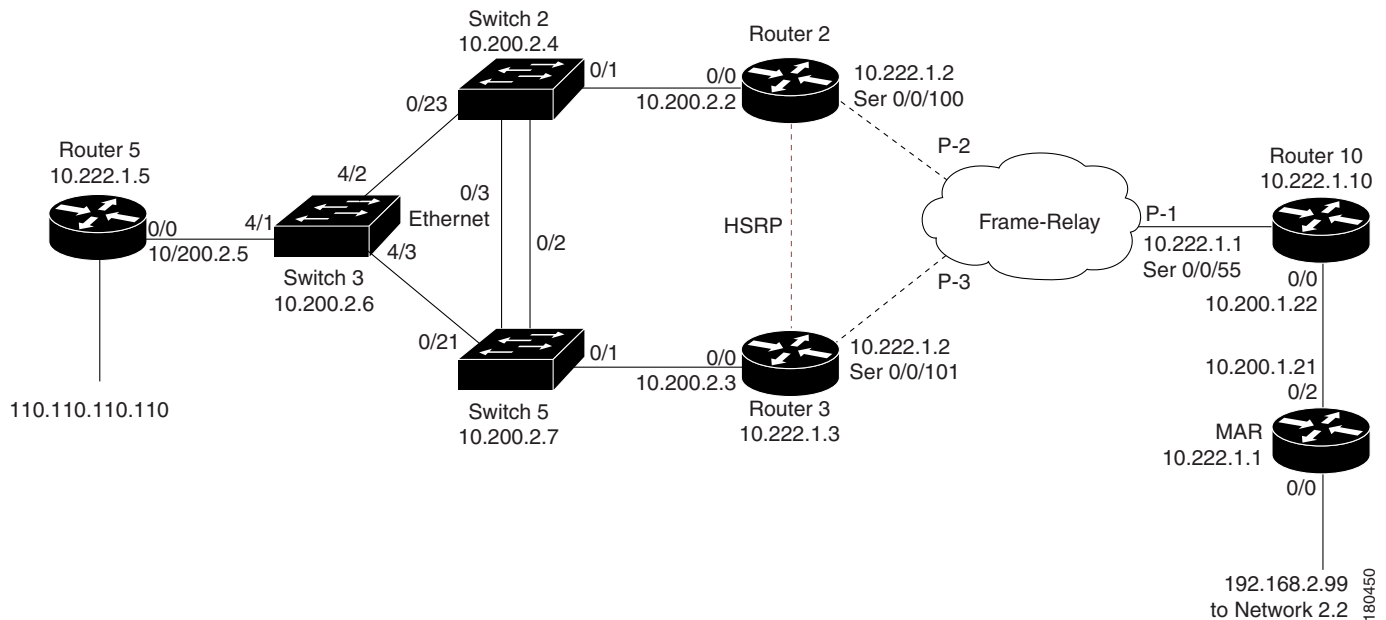 Switch 2
10.200.2.4
0/1
0/23
Router 2
0/0
10.200.2.2
10.222.1.2
Ser 0/0/100
P-2
Router 5
10.222.1.5
0/0
10/200.2.5
4/1
4/2
4/3
Switch 3
10.200.2.6
0/3
Ethernet
0/2
HSRP
Frame-Relay
P-1
10.222.1.1
Ser 0/0/55
Router 10
10.222.1.10
0/0
10.200.1.22
P-3
0/21
0/1
Switch 5
10.200.2.7
0/0
10.200.2.3
10.222.1.2
Ser 0/0/101
Router 3
10.222.1.3
10.200.1.21
0/2
MAR
10.222.1.1
0/0
110.110.110.110
192.168.2.99
to Network 2.2
180450